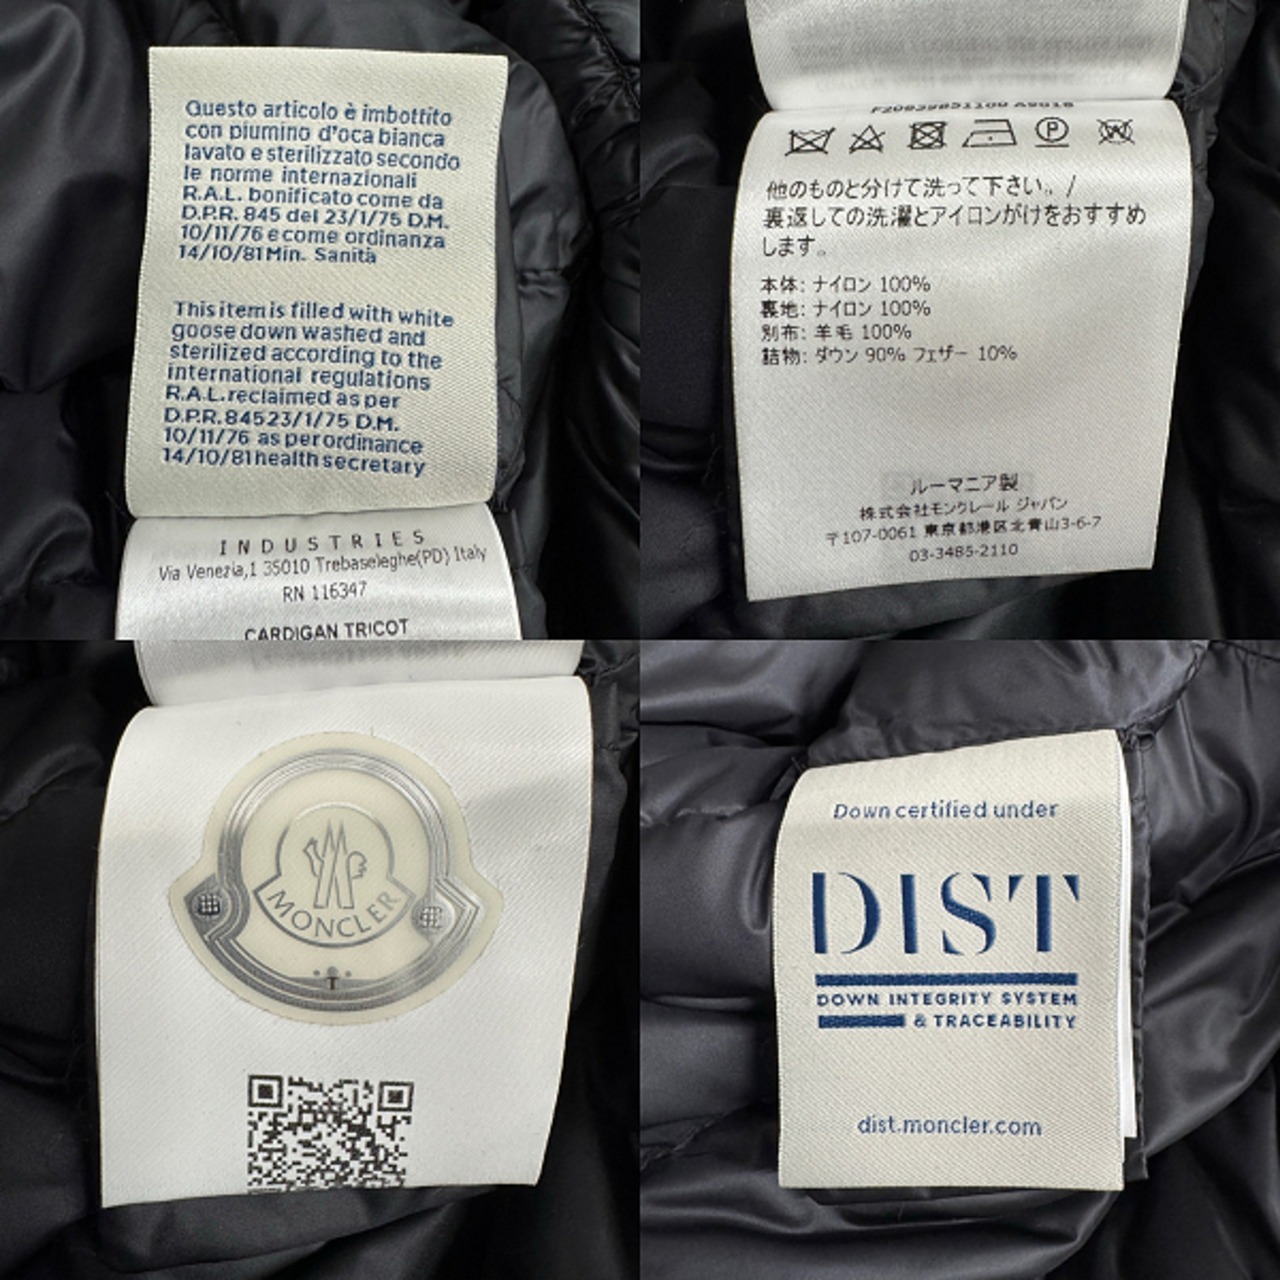 Questo articolo è imbottito
con piumino d'oca bianca
lavato e sterilizzato secondo
le norme internazionali
R.A.L. bonificato come da
D.P.R. 845 del 23/1/75 D.M.
10/11/76 e come ordinanza
14/10/81 Min. Sanità
This item is filled with white
goose down washed and
sterilized according to the
international regulations
R.A.L. reclaimed as per
D.P.R. 845 23/1/75 D.M.
10/11/76 as per ordinance
14/10/81 health secretary
INDUSTRIES
Via Venezia,1 35010 Trebaseleghe(PD) Italy
RN 116347
CARDIGAN TRICOT
他のものと分けて洗って下さい。/
裏返しての洗濯とアイロンがけをおすすめ
します。
本体: ナイロン 100%
裏地: ナイロン 100%
別布: 羊毛 100%
詰物: ダウン 90% フェザー 10%
ルーマニア製
株式会社モンクレール ジャパン
〒107-0061 東京都港区北青山3-6-7
03-3485-2110
MONCLER
Down certified under
DIST
DOWN INTEGRITY SYSTEM
& TRACEABILITY
dist.moncler.com